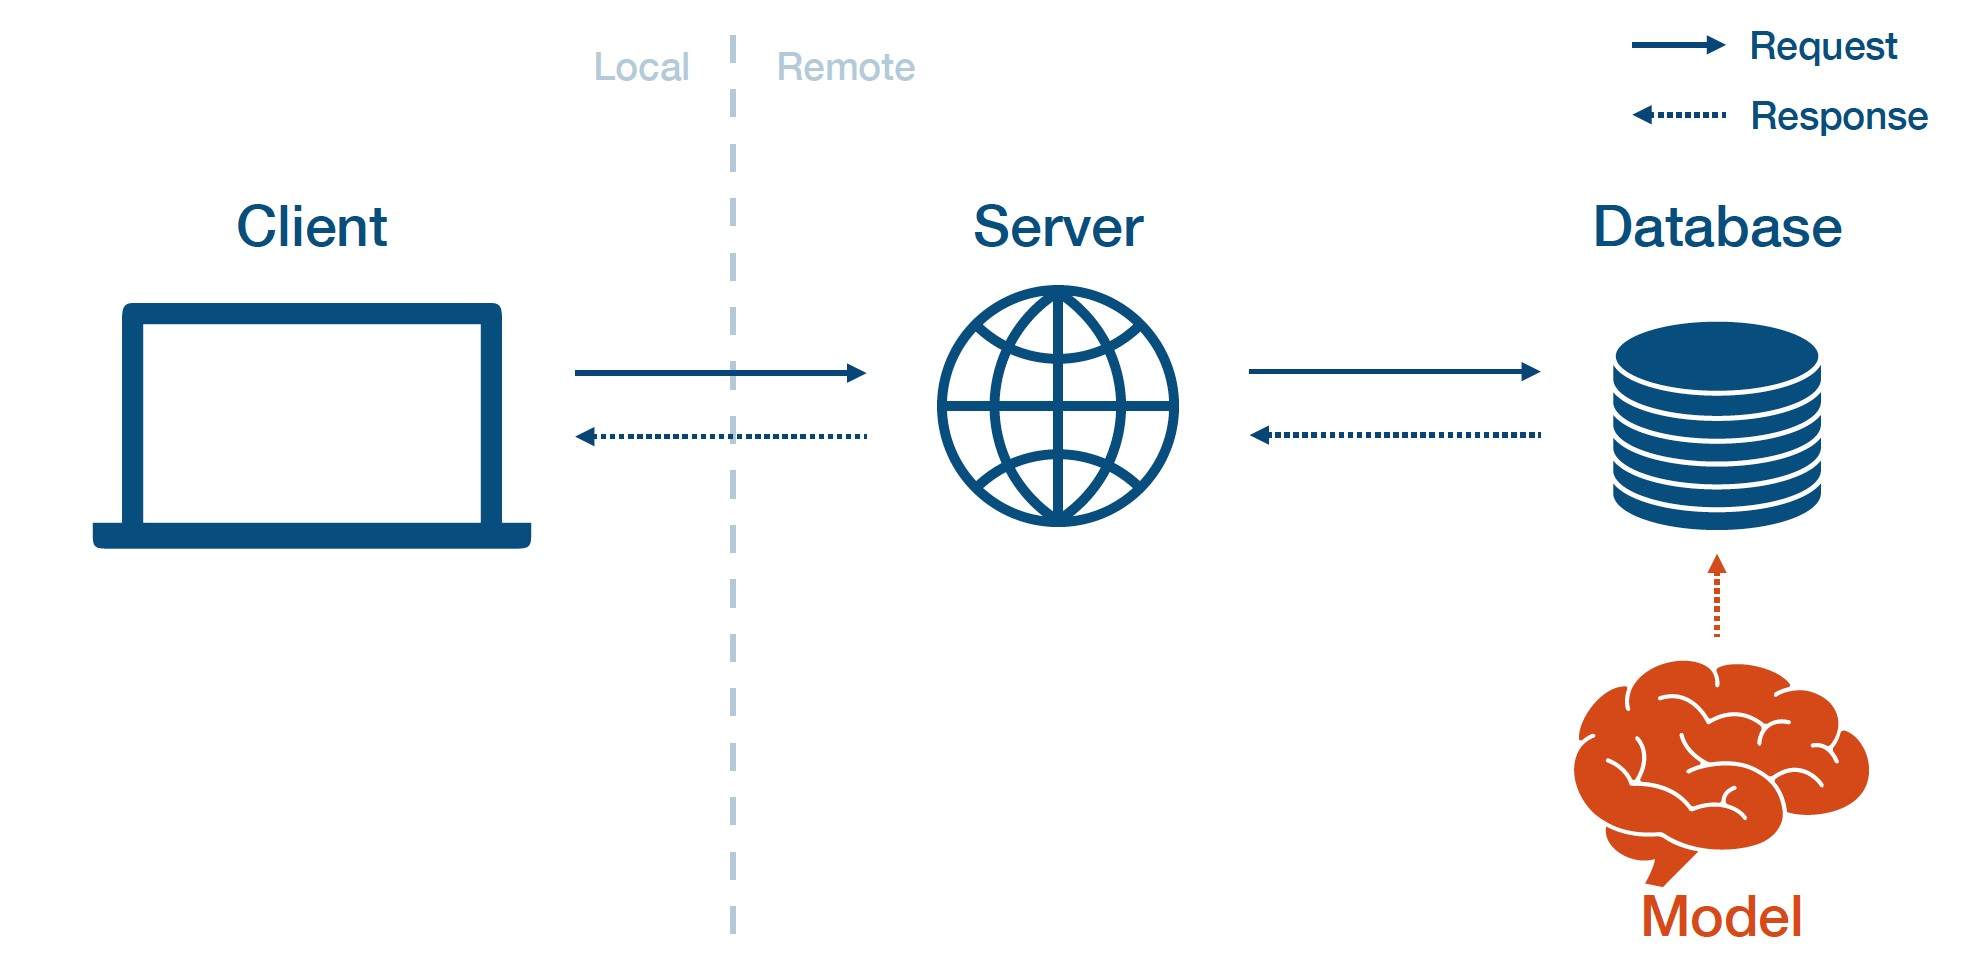 Local
Remote
Request
Response
Client
Server
Database
Model